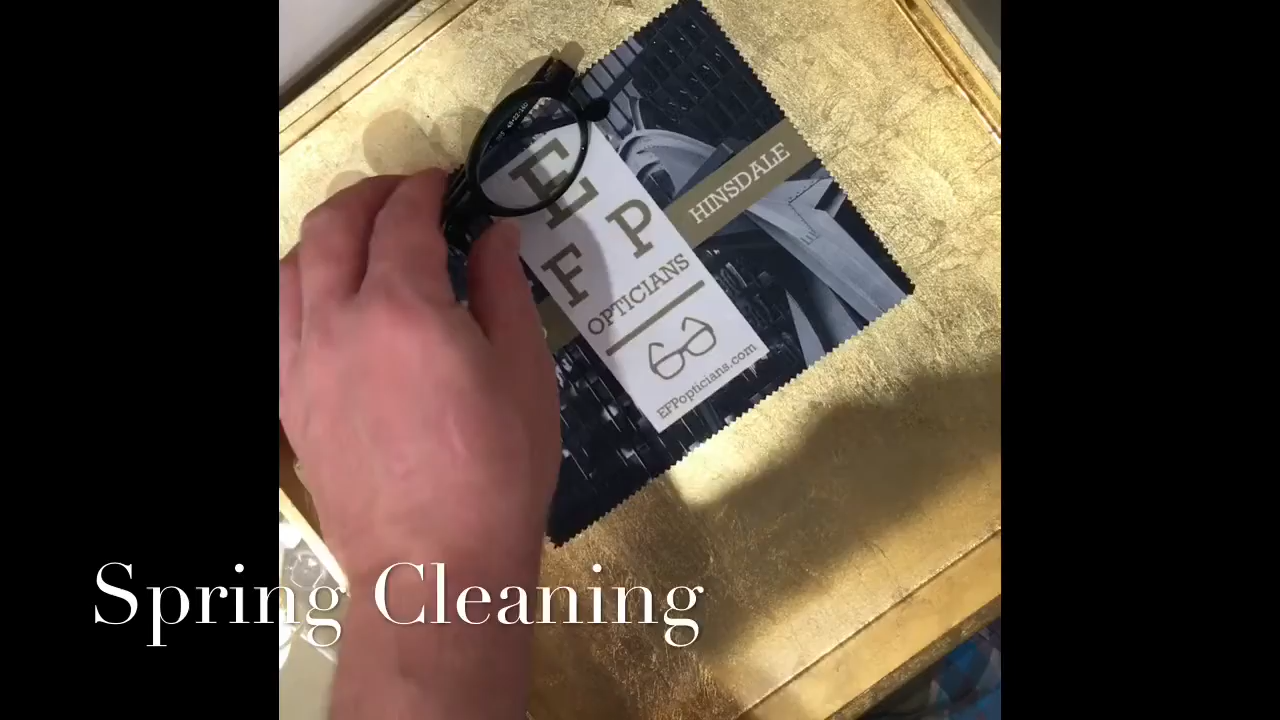 E
F P
OPTICIANS
EFPopticians.com
HINSDALE
Spring Cleaning